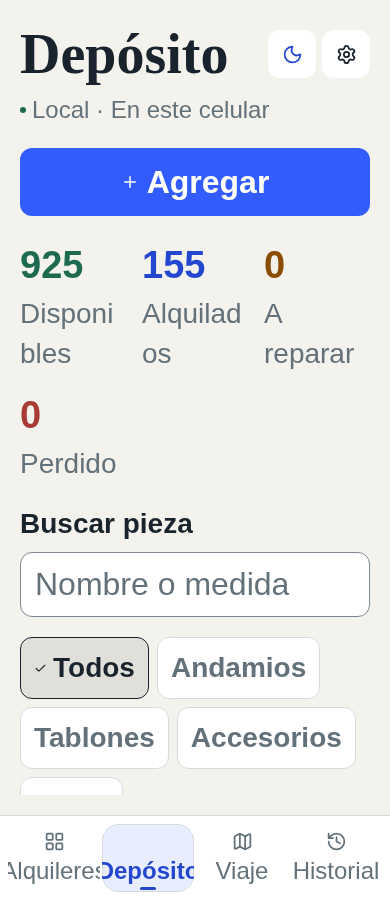 Depósito
Local · En este celular
+ Agregar
925 155 0
Disponi Alquilad A
bles os reparar
0
Perdido
Buscar pieza
Nombre o medida
Todos Andamios
Tablones Accesorios
Alquileres Depósito Viaje Historial